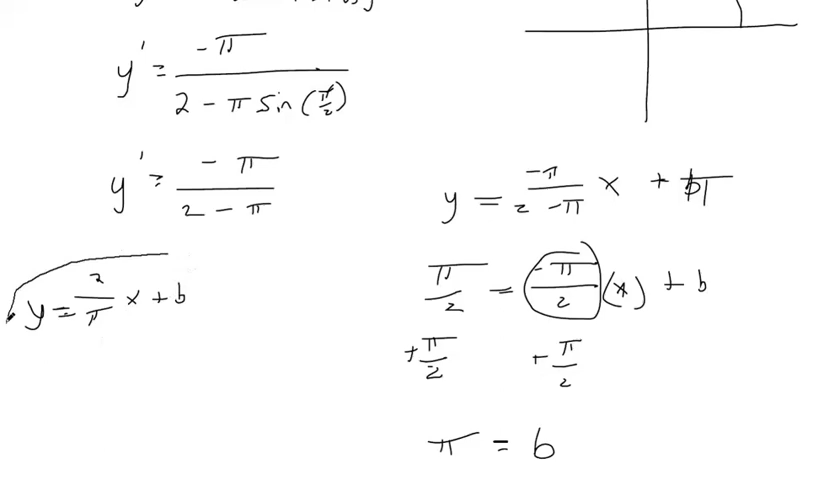 y' = -π / (2 - π sin(π/2))
y' = -π / (2 - π)
y = 2/π x + b
y = -π / (2 - π) x +
π/2 = -π/2 (x) + b
+π/2 +π/2
π = b